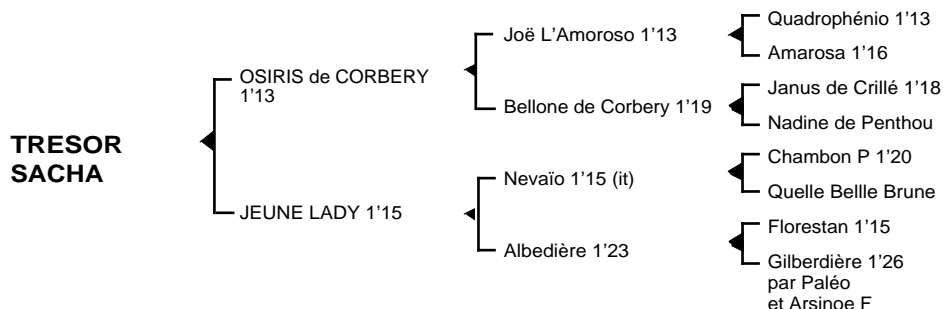 TRESOR
SACHA
OSIRIS de CORBERY
1’13
JEUNE LADY 1’15
Joë L’Amoroso 1’13
Bellone de Corbery 1’19
Nevaïo 1’15 (it)
Albedière 1’23
Quadrophénio 1’13
Amarosa 1’16
Janus de Crillé 1’18
Nadine de Penthou
Chambon P 1’20
Quelle Bellle Brune
Florestan 1’15
Gilberdière 1’26
par Paléo
et Arsinoe F